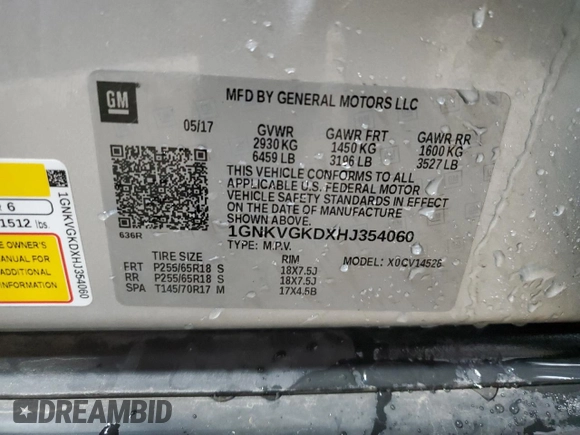 GM
MFD BY GENERAL MOTORS LLC
05/17
GVWR
2930 KG
6459 LB
GAWR FRT
1450 KG
3196 LB
GAWR RR
1600 KG
3527 LB
THIS VEHICLE CONFORMS TO ALL
APPLICABLE U.S. FEDERAL MOTOR
VEHICLE SAFETY STANDARDS IN EFFECT
ON THE DATE OF MANUFACTURE
SHOWN ABOVE.
636R
1GNKVGKDXHJ354060
TYPE: M.P.V.
MODEL: X0CV14526
TIRE SIZE RIM
FRT P255/65R18 S 18X7.5J
RR P255/65R18 S 18X7.5J
SPA T145/70R17 M 17X4.5B
6
1512 lbs.
OWNER'S
MANUAL
ADDITIONAL
INFORMATION
1GNKVGKDXHJ354060
DREAMBID